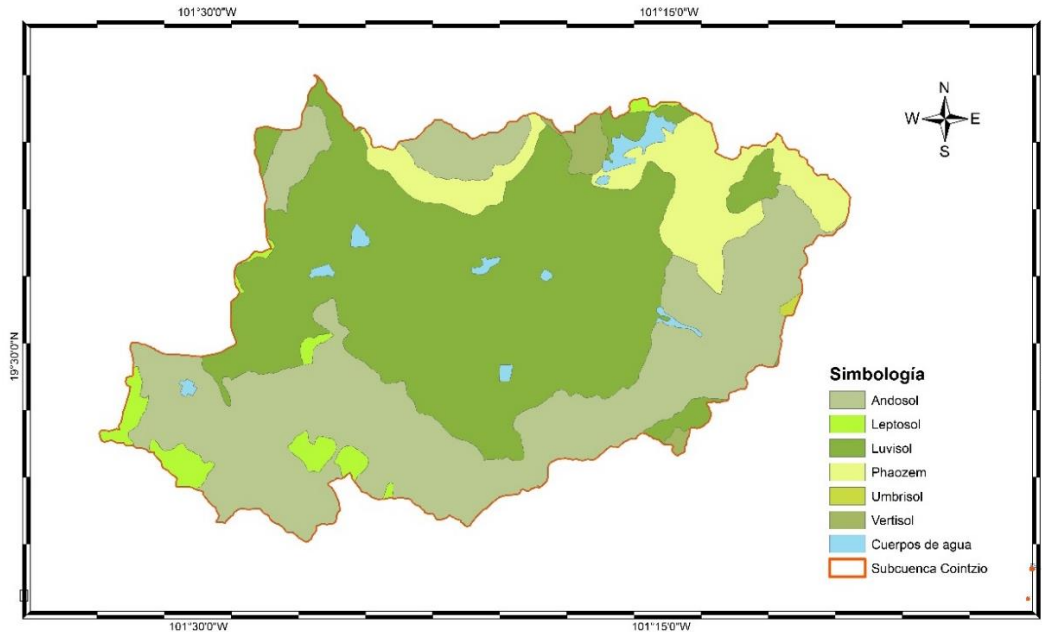 101°30'0"W 101°15'0"W
N
W E
S
19°30'0"N
Simbología
Andosol
Leptosol
Luvisol
Phaozem
Umbrisol
Vertisol
Cuerpos de agua
Subcuenca Cointzio
101°30'0"W 101°15'0"W